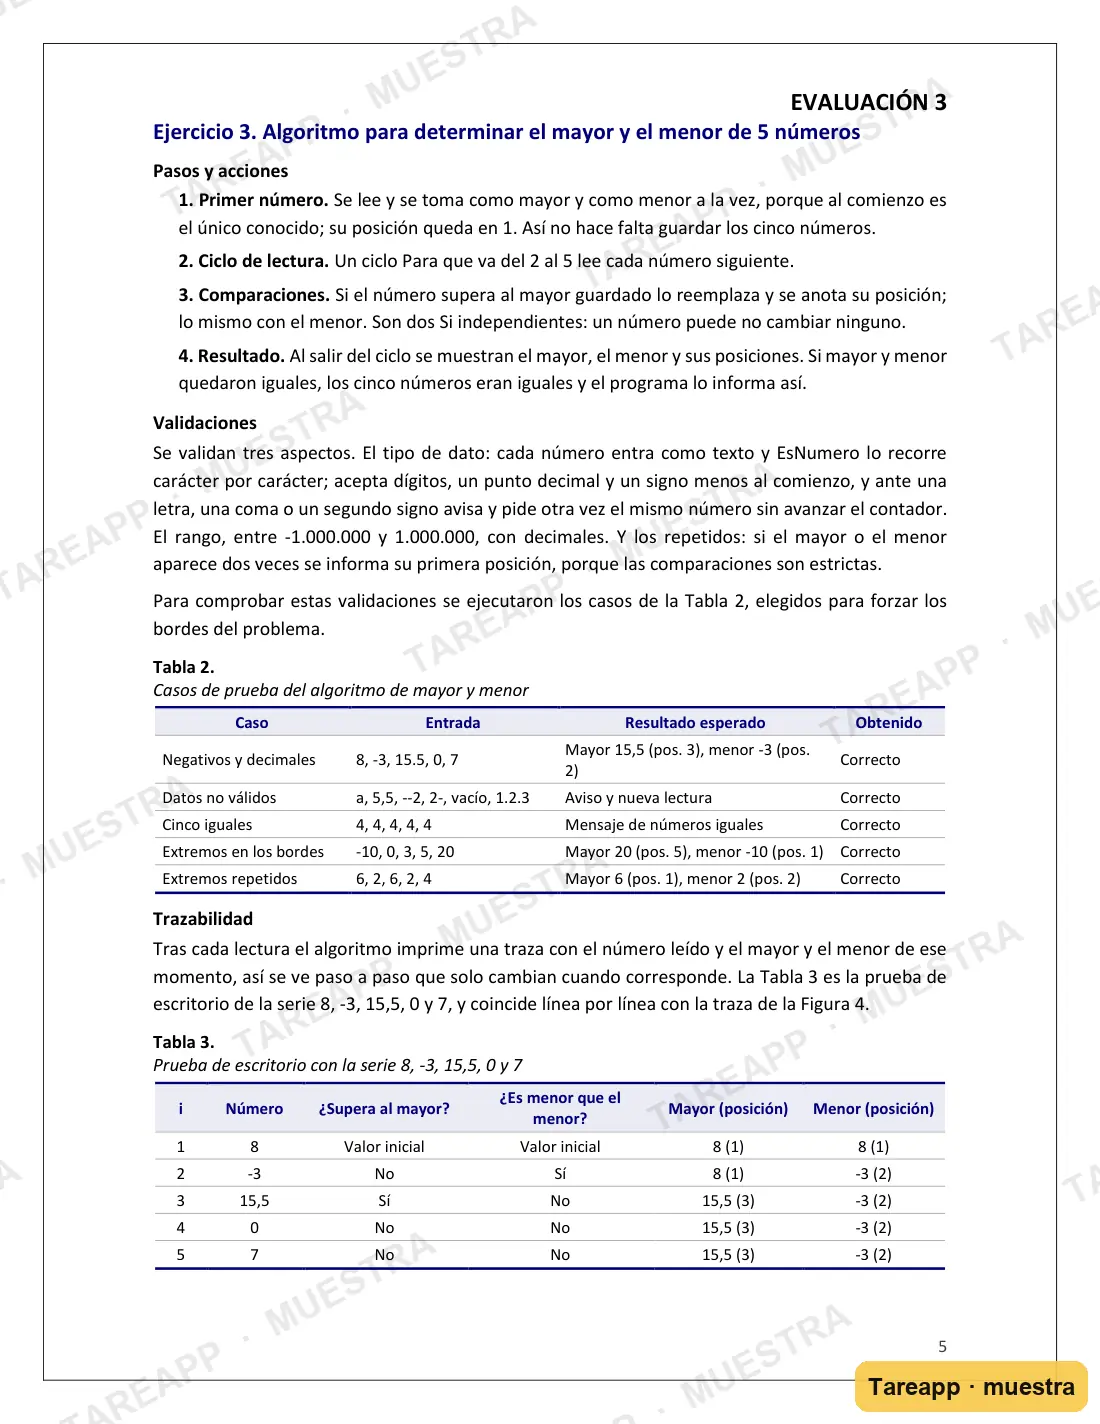 EVALUACIÓN 3
Ejercicio 3. Algoritmo para determinar el mayor y el menor de 5 números
Pasos y acciones
1. Primer número. Se lee y se toma como mayor y como menor a la vez, porque al comienzo es
el único conocido; su posición queda en 1. Así no hace falta guardar los cinco números.
2. Ciclo de lectura. Un ciclo Para que va del 2 al 5 lee cada número siguiente.
3. Comparaciones. Si el número supera al mayor guardado lo reemplaza y se anota su posición;
lo mismo con el menor. Son dos Si independientes: un número puede no cambiar ninguno.
4. Resultado. Al salir del ciclo se muestran el mayor, el menor y sus posiciones. Si mayor y menor
quedaron iguales, los cinco números eran iguales y el programa lo informa así.
Validaciones
Se validan tres aspectos. El tipo de dato: cada número entra como texto y EsNumero lo recorre
carácter por carácter; acepta dígitos, un punto decimal y un signo menos al comienzo, y ante una
letra, una coma o un segundo signo avisa y pide otra vez el mismo número sin avanzar el contador.
El rango, entre -1.000.000 y 1.000.000, con decimales. Y los repetidos: si el mayor o el menor
aparece dos veces se informa su primera posición, porque las comparaciones son estrictas.
Para comprobar estas validaciones se ejecutaron los casos de la Tabla 2, elegidos para forzar los
bordes del problema.
Tabla 2.
Casos de prueba del algoritmo de mayor y menor
Caso Entrada Resultado esperado Obtenido
Negativos y decimales 8, -3, 15.5, 0, 7 Mayor 15,5 (pos. 3), menor -3 (pos. 2) Correcto
Datos no válidos a, 5,5, --2, 2-, vacío, 1.2.3 Aviso y nueva lectura Correcto
Cinco iguales 4, 4, 4, 4, 4 Mensaje de números iguales Correcto
Extremos en los bordes -10, 0, 3, 5, 20 Mayor 20 (pos. 5), menor -10 (pos. 1) Correcto
Extremos repetidos 6, 2, 6, 2, 4 Mayor 6 (pos. 1), menor 2 (pos. 2) Correcto
Trazabilidad
Tras cada lectura el algoritmo imprime una traza con el número leído y el mayor y el menor de ese
momento, así se ve paso a paso que solo cambian cuando corresponde. La Tabla 3 es la prueba de
escritorio de la serie 8, -3, 15,5, 0 y 7, y coincide línea por línea con la traza de la Figura 4.
Tabla 3.
Prueba de escritorio con la serie 8, -3, 15,5, 0 y 7
i Número ¿Supera al mayor? ¿Es menor que el menor? Mayor (posición) Menor (posición)
1 8 Valor inicial Valor inicial 8 (1) 8 (1)
2 -3 No Sí 8 (1) -3 (2)
3 15,5 Sí No 15,5 (3) -3 (2)
4 0 No No 15,5 (3) -3 (2)
5 7 No No 15,5 (3) -3 (2)
5
Tareapp · muestra
TAREAPP · MUESTRA